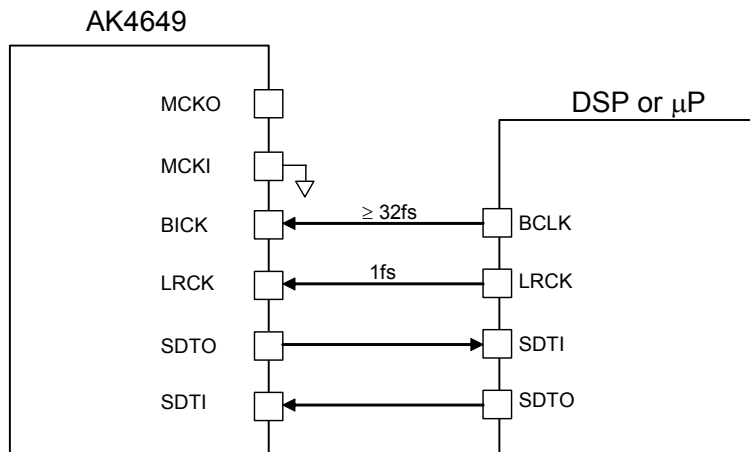 AK4649
DSP or μP
MCKO
MCKI
BICK
≥ 32fs
BCLK
LRCK
1fs
LRCK
SDTO
SDTI
SDTI
SDTO